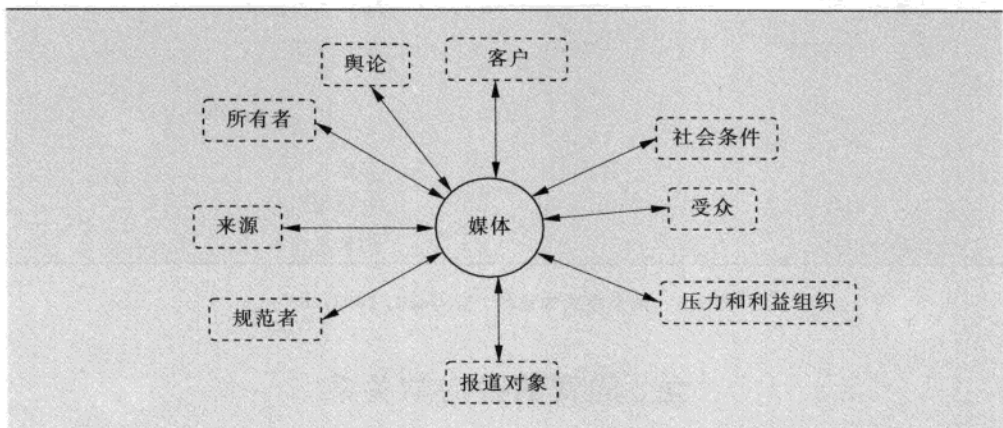 舆论
客户
所有者
社会条件
来源
媒体
受众
规范者
压力和利益组织
报道对象